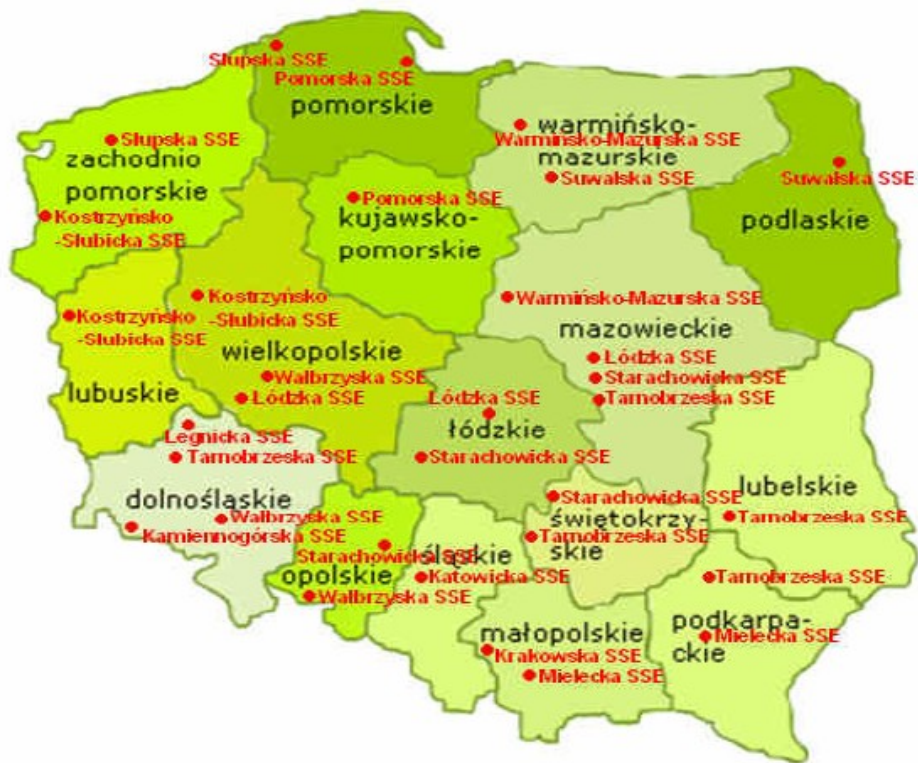 Słupska SSE
Pomorska SSE
pomorskie
Słupska SSE
zachodnio
pomorskie
Kostrzyńsko
-Słubicka SSE
warmińsko-
Warmińsko-Mazurska SSE
mazurskie
Suwalska SSE
Suwalska SSE
podlaskie
Pomorska SSE
kujawsko-
pomorskie
Kostrzyńsko
-Słubicka SSE
lubuskie
Kostrzyńsko
-Słubicka SSE
wielkopolskie
Wałbrzyska SSE
Łódzka SSE
Warmińsko-Mazurska SSE
mazowieckie
Łódzka SSE
Starachowicka SSE
Tarnobrzeska SSE
Łódzka SSE
łódzkie
Starachowicka SSE
Legnicka SSE
Tarnobrzeska SSE
dolnośląskie
Wałbrzyska SSE
Kamiennogórska SSE
Starachowicka SSE
opolskie
Wałbrzyska SSE
śląskie
Katowicka SSE
Starachowicka SSE
świętokrzy-
Tarnobrzeska SSE
skie
lubelskie
Tarnobrzeska SSE
Tarnobrzeska SSE
podkarpa-
Mielecka SSE
ckie
małopolskie
Krakowska SSE
Mielecka SSE